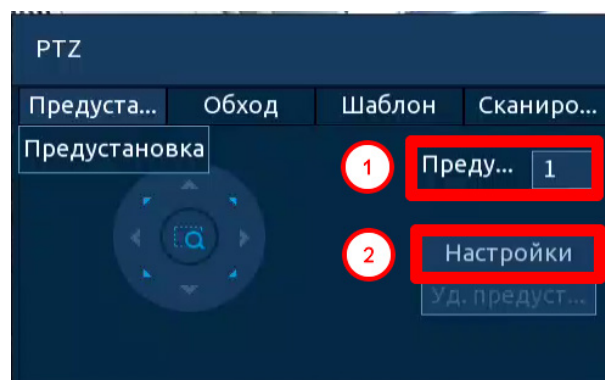 PTZ
Предуста... Обход Шаблон Сканиро...
Предустановка
1 Преду... 1
2 Настройки
Уд. предуст...